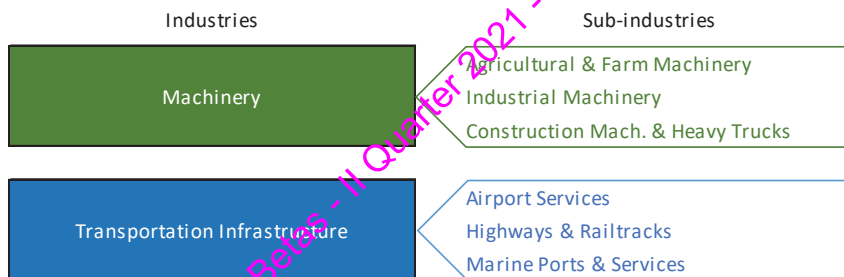 Industries
Sub-industries
Machinery
Agricultural & Farm Machinery
Industrial Machinery
Construction Mach. & Heavy Trucks
Transportation Infrastructure
Airport Services
Highways & Railtracks
Marine Ports & Services
Betas - II Quarter 2021 -